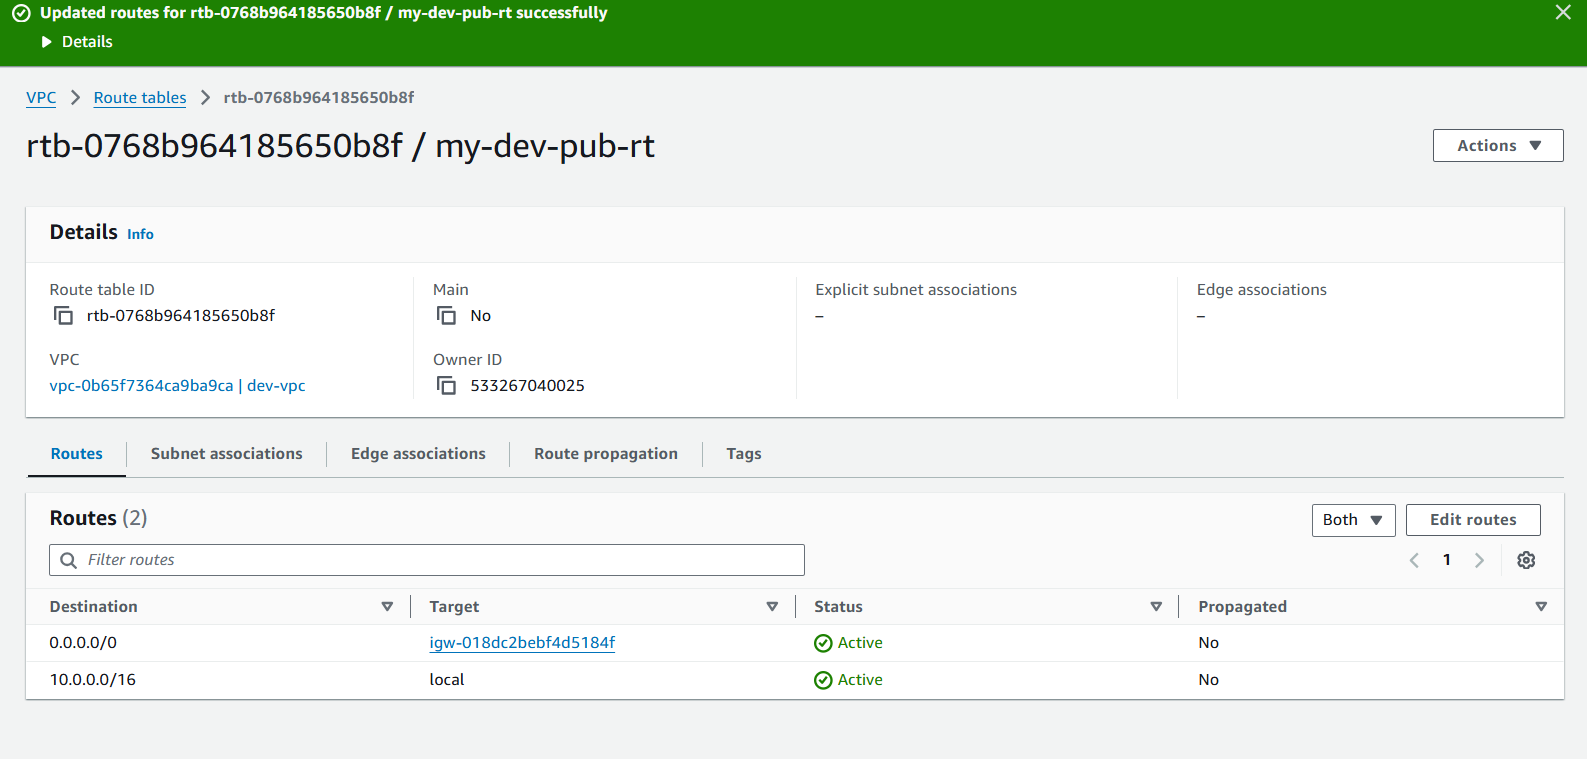 Updated routes for rtb-0768b964185650b8f / my-dev-pub-rt successfully
Details
VPC > Route tables > rtb-0768b964185650b8f
rtb-0768b964185650b8f / my-dev-pub-rt
Actions
Details Info
Route table ID
rtb-0768b964185650b8f
Main
No
Explicit subnet associations
–
Edge associations
–
VPC
vpc-0b65f7364ca9ba9ca | dev-vpc
Owner ID
533267040025
Routes Subnet associations Edge associations Route propagation Tags
Routes (2)
Both Edit routes
Filter routes
1
Destination Target Status Propagated
0.0.0.0/0 igw-018dc2bebf4d5184f Active No
10.0.0.0/16 local Active No